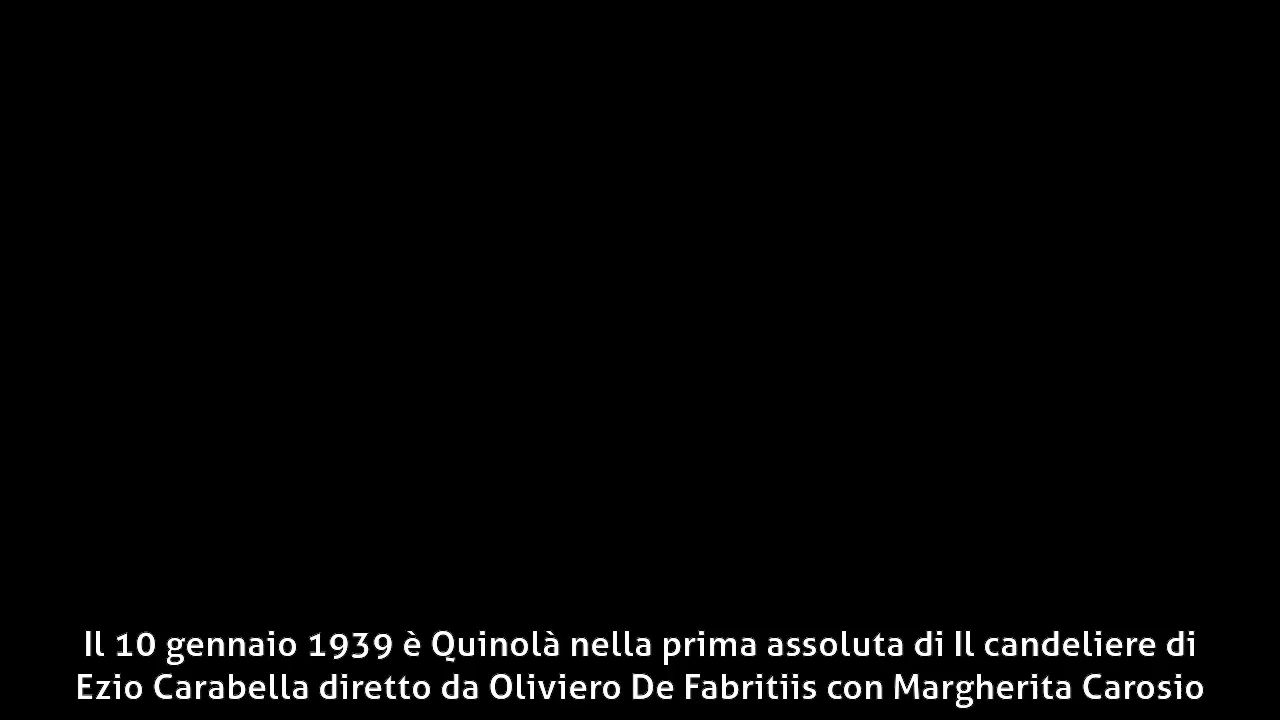 Il 10 gennaio 1939 è Quinolà nella prima assoluta di Il candeliere di
Ezio Carabella diretto da Oliviero De Fabritiis con Margherita Carosio